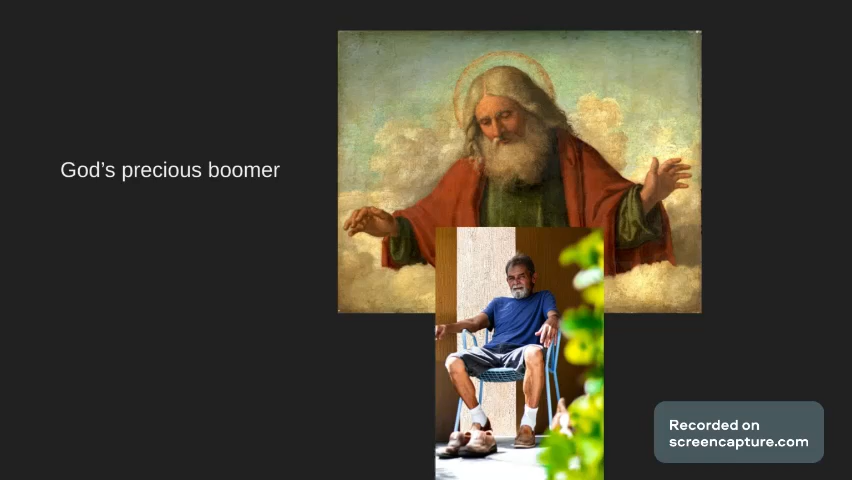 God’s precious boomer
Recorded on
screencapture.com